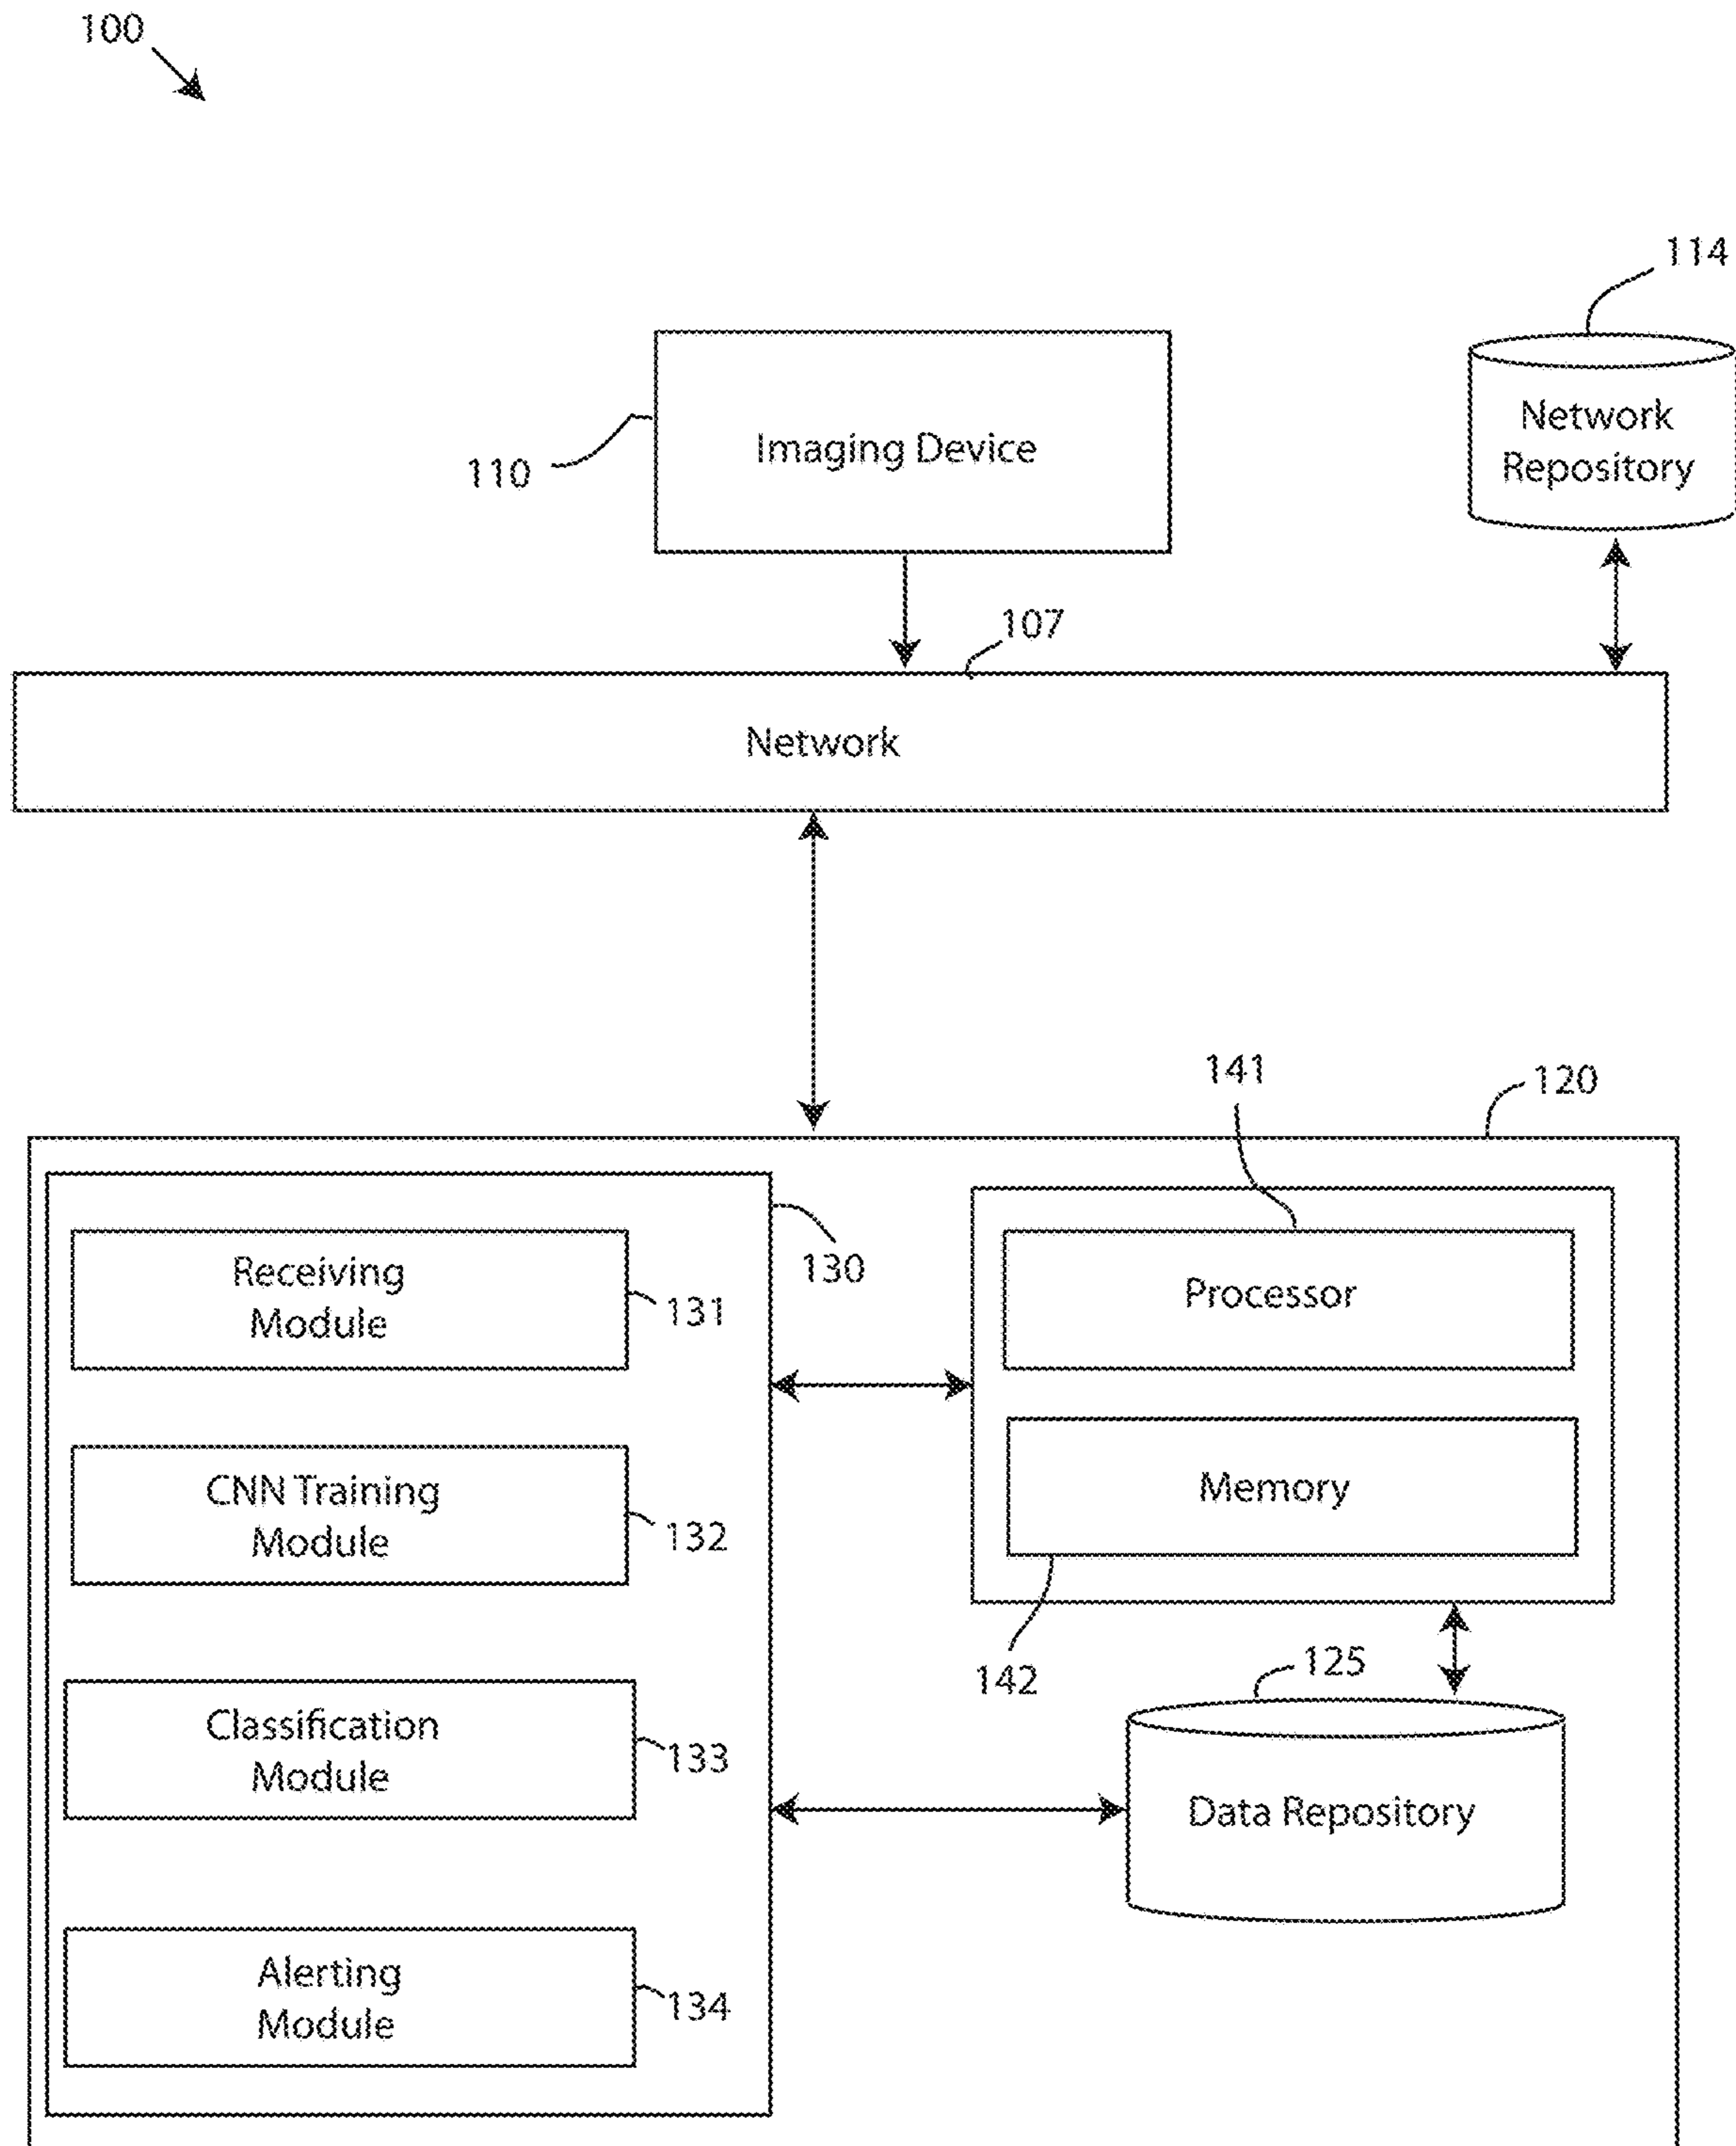 100
114
Network
Repository
Imaging Device
110
107
Network
141
120
130
Receiving
Module
131
Processor
CNN Training
Module
132
Memory
142
125
Classification
Module
133
Data Repository
Alerting
Module
134